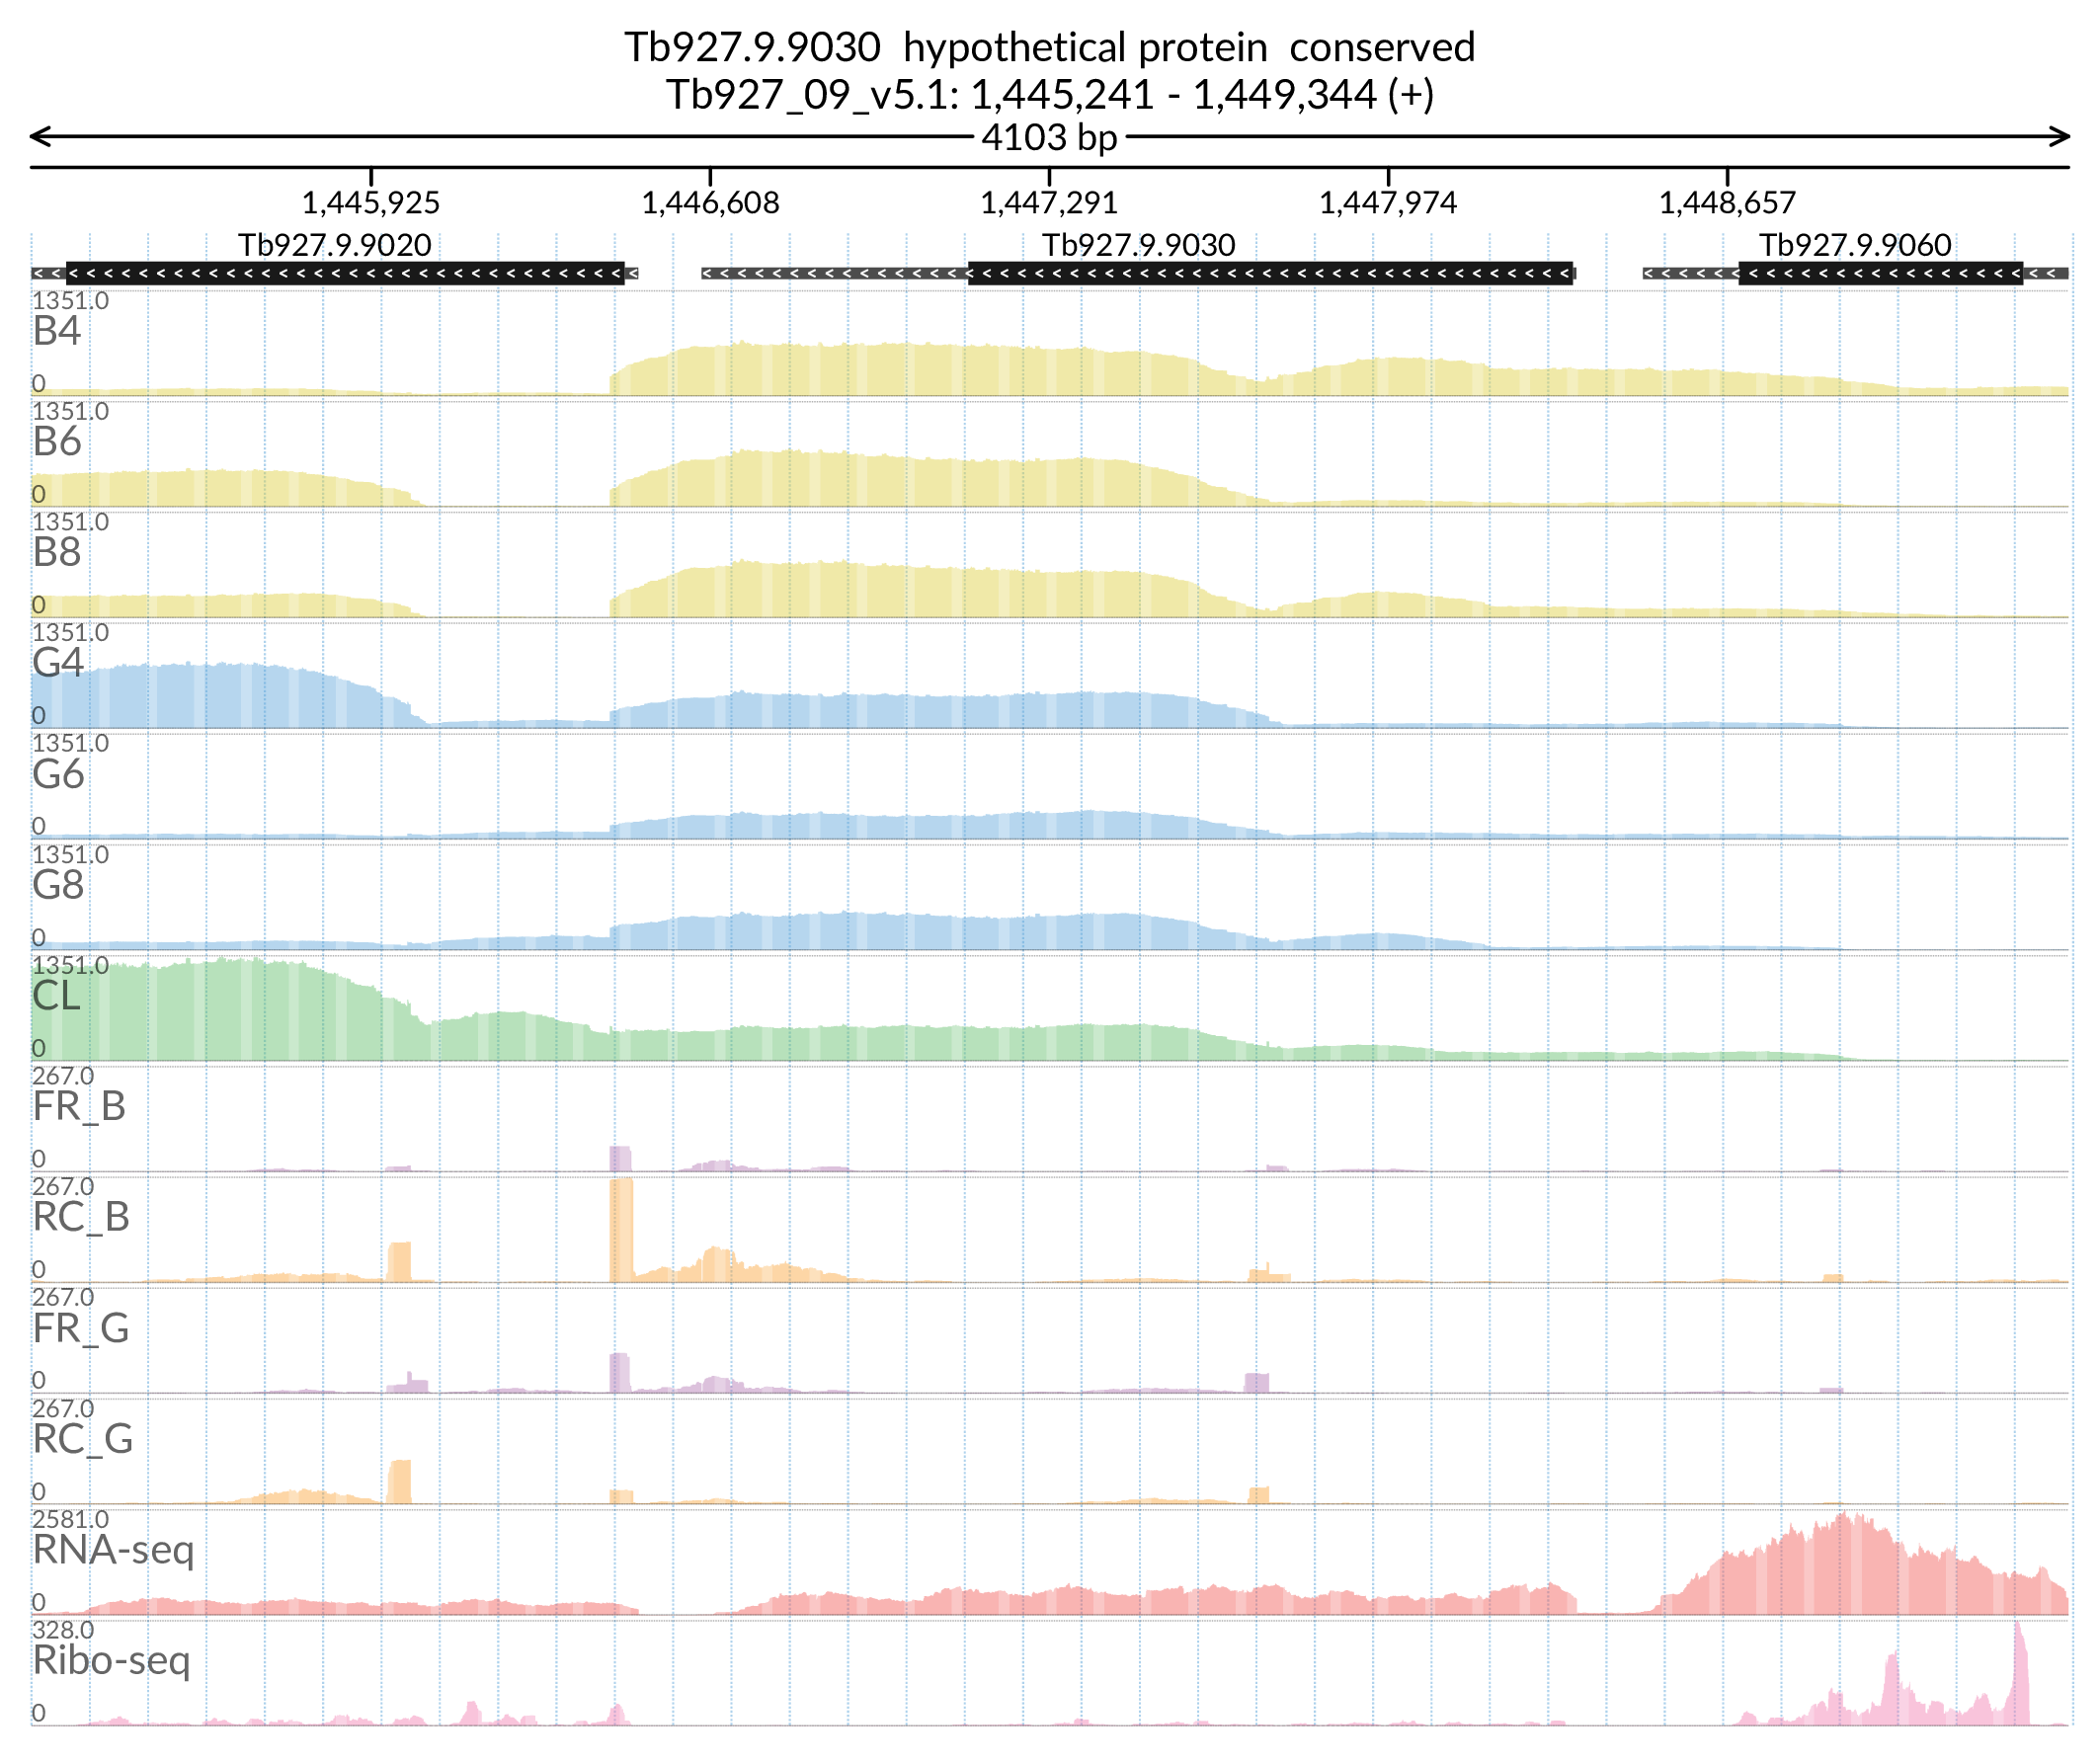 Tb927.9.9030 hypothetical protein conserved
Tb927_09_v5.1: 1,445,241 - 1,449,344 (+)
4103 bp
1,445,925 1,446,608 1,447,291 1,447,974 1,448,657
Tb927.9.9020 Tb927.9.9030 Tb927.9.9060
1351.0
B4
0
1351.0
B6
0
1351.0
B8
0
1351.0
G4
0
1351.0
G6
0
1351.0
G8
0
1351.0
CL
0
267.0
FR_B
0
267.0
RC_B
0
267.0
FR_G
0
267.0
RC_G
0
2581.0
RNA-seq
0
328.0
Ribo-seq
0